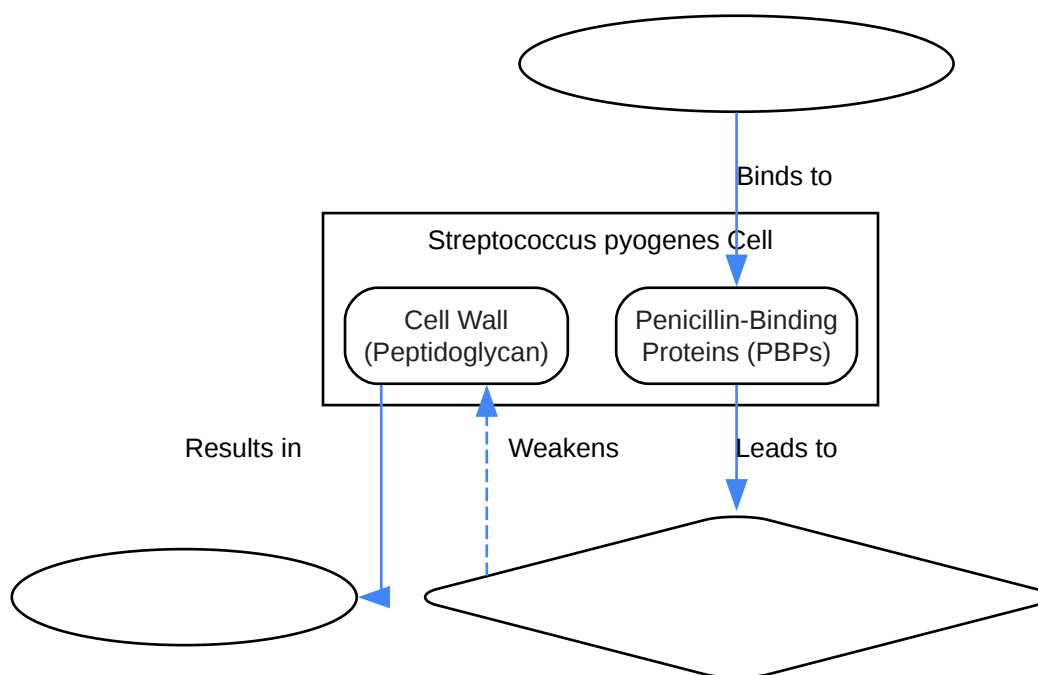 Binds to
Streptococcus pyogenes Cell
Cell Wall
(Peptidoglycan)
Penicillin-Binding
Proteins (PBPs)
Results in
Weakens
Leads to